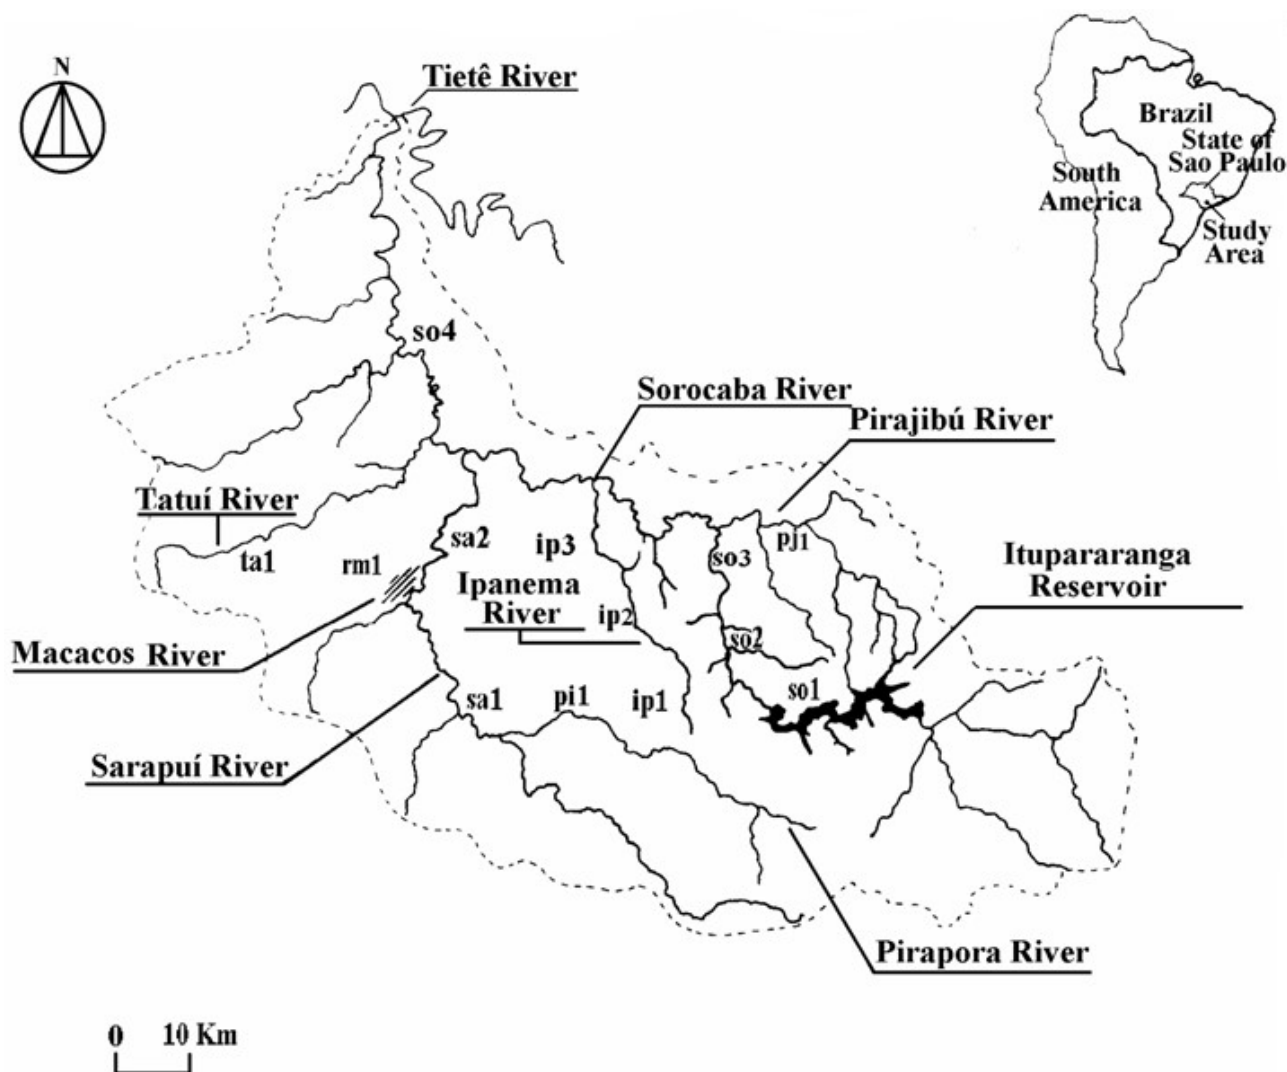 N
Tietê River
Brazil
State of
Sao Paulo
South
America
Study
Area
so4
Sorocaba River
Pirajibú River
Tatuí River
ta1
rm1
sa2
ip3
so3
pj1
Itupararanga
Reservoir
Ipanema
River
ip2
so2
Macacos River
sa1
pi1
ip1
so1
Sarapuí River
Pirapora River
0 10 Km